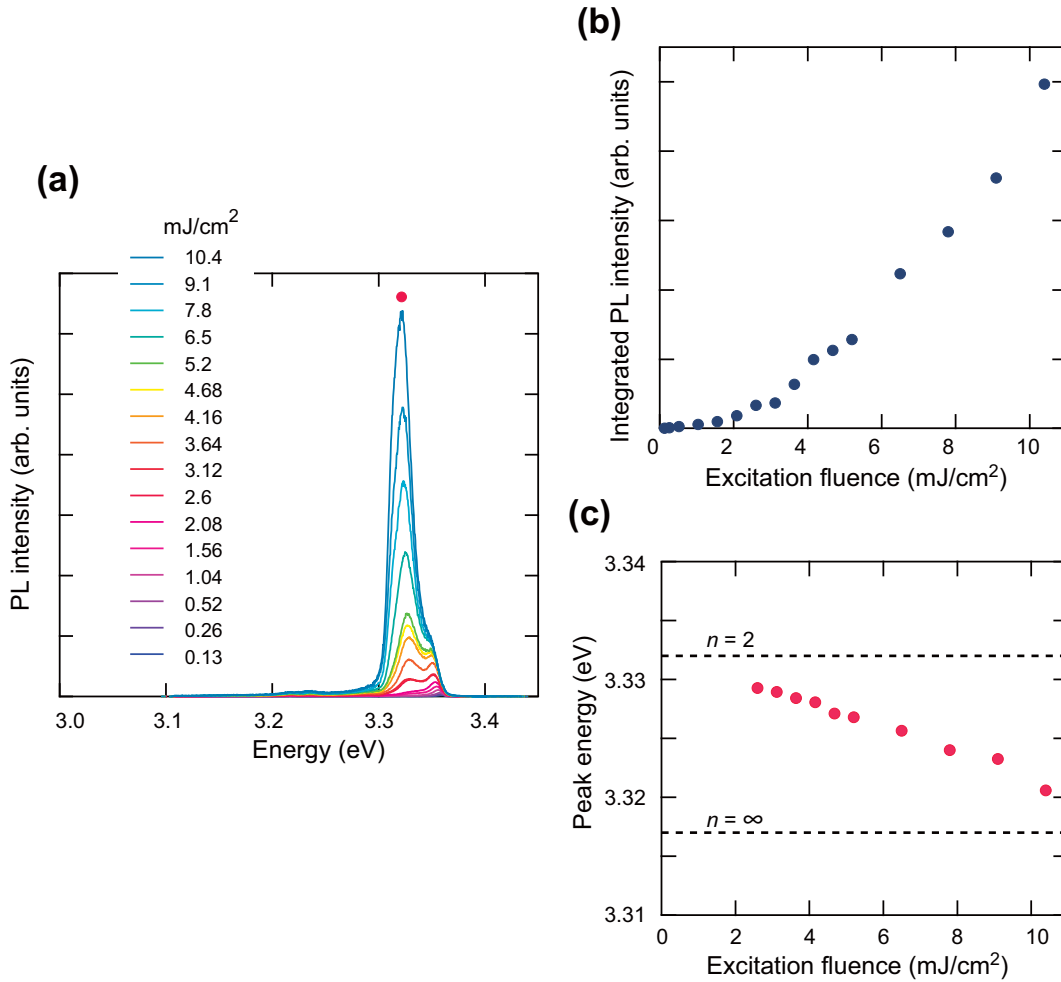 (a)
mJ/cm²
10.4
9.1
7.8
6.5
5.2
4.68
4.16
3.64
3.12
2.6
2.08
1.56
1.04
0.52
0.26
0.13
PL intensity (arb. units)
3.0 3.1 3.2 3.3 3.4
Energy (eV)
(b)
Integrated PL intensity (arb. units)
0 2 4 6 8 10
Excitation fluence (mJ/cm²)
(c)
Peak energy (eV)
3.34
n = 2
3.33
3.32
n = ∞
3.31
0 2 4 6 8 10
Excitation fluence (mJ/cm²)